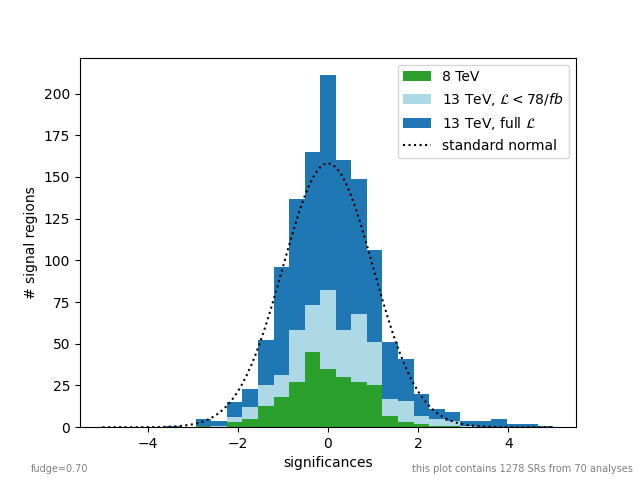 8 TeV
13 TeV, ℒ < 78/fb
13 TeV, full ℒ
standard normal
200
175
150
125
100
75
50
25
0
# signal regions
−4
−2
0
2
4
significances
fudge=0.70
this plot contains 1278 SRs from 70 analyses